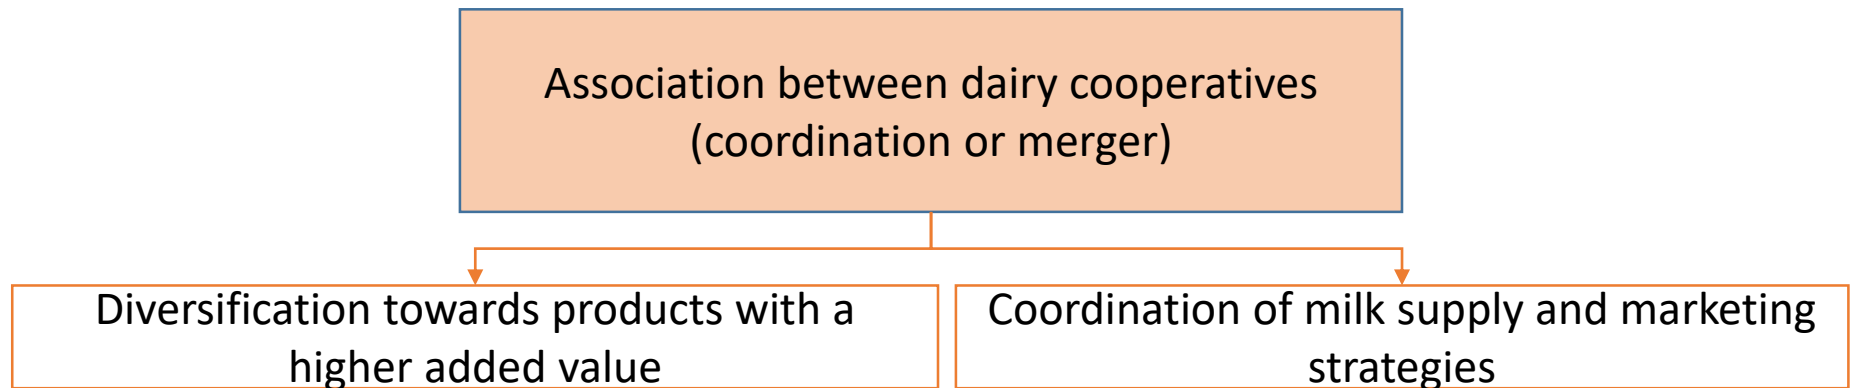 Association between dairy cooperatives
(coordination or merger)
Diversification towards products with a
higher added value
Coordination of milk supply and marketing
strategies